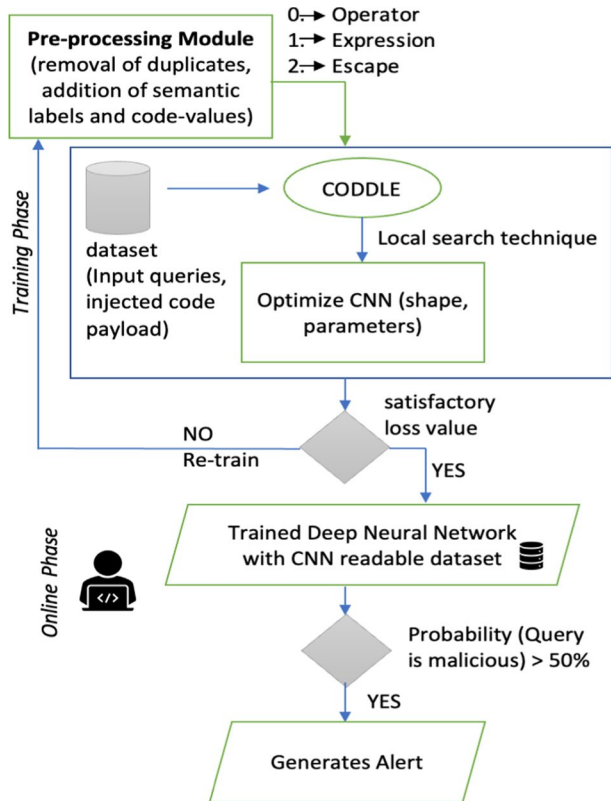 Pre-processing Module
(removal of duplicates,
addition of semantic
labels and code-values)
0. Operator
1. Expression
2. Escape
Training Phase
dataset
(Input queries,
injected code
payload)
CODDLE
Local search technique
Optimize CNN (shape,
parameters)
satisfactory
loss value
NO
Re-train
YES
Online Phase
</>
Trained Deep Neural Network
with CNN readable dataset
Probability (Query
is malicious) > 50%
YES
Generates Alert